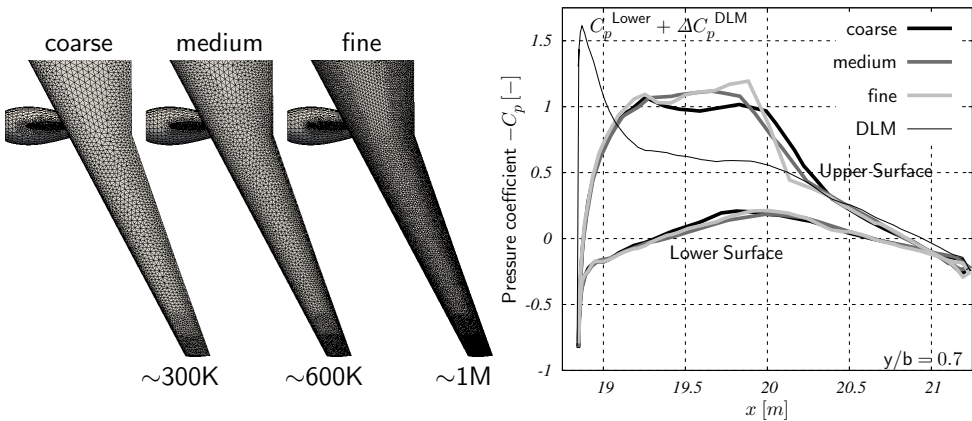 coarse medium fine
~300K ~600K ~1M
Pressure coefficient −C_p [−]
1.5
1
0.5
0
-0.5
-1
C_p^Lower + ΔC_p^DLM
coarse
medium
fine
DLM
Upper Surface
Lower Surface
y/b = 0.7
19 19.5 20 20.5 21
x [m]